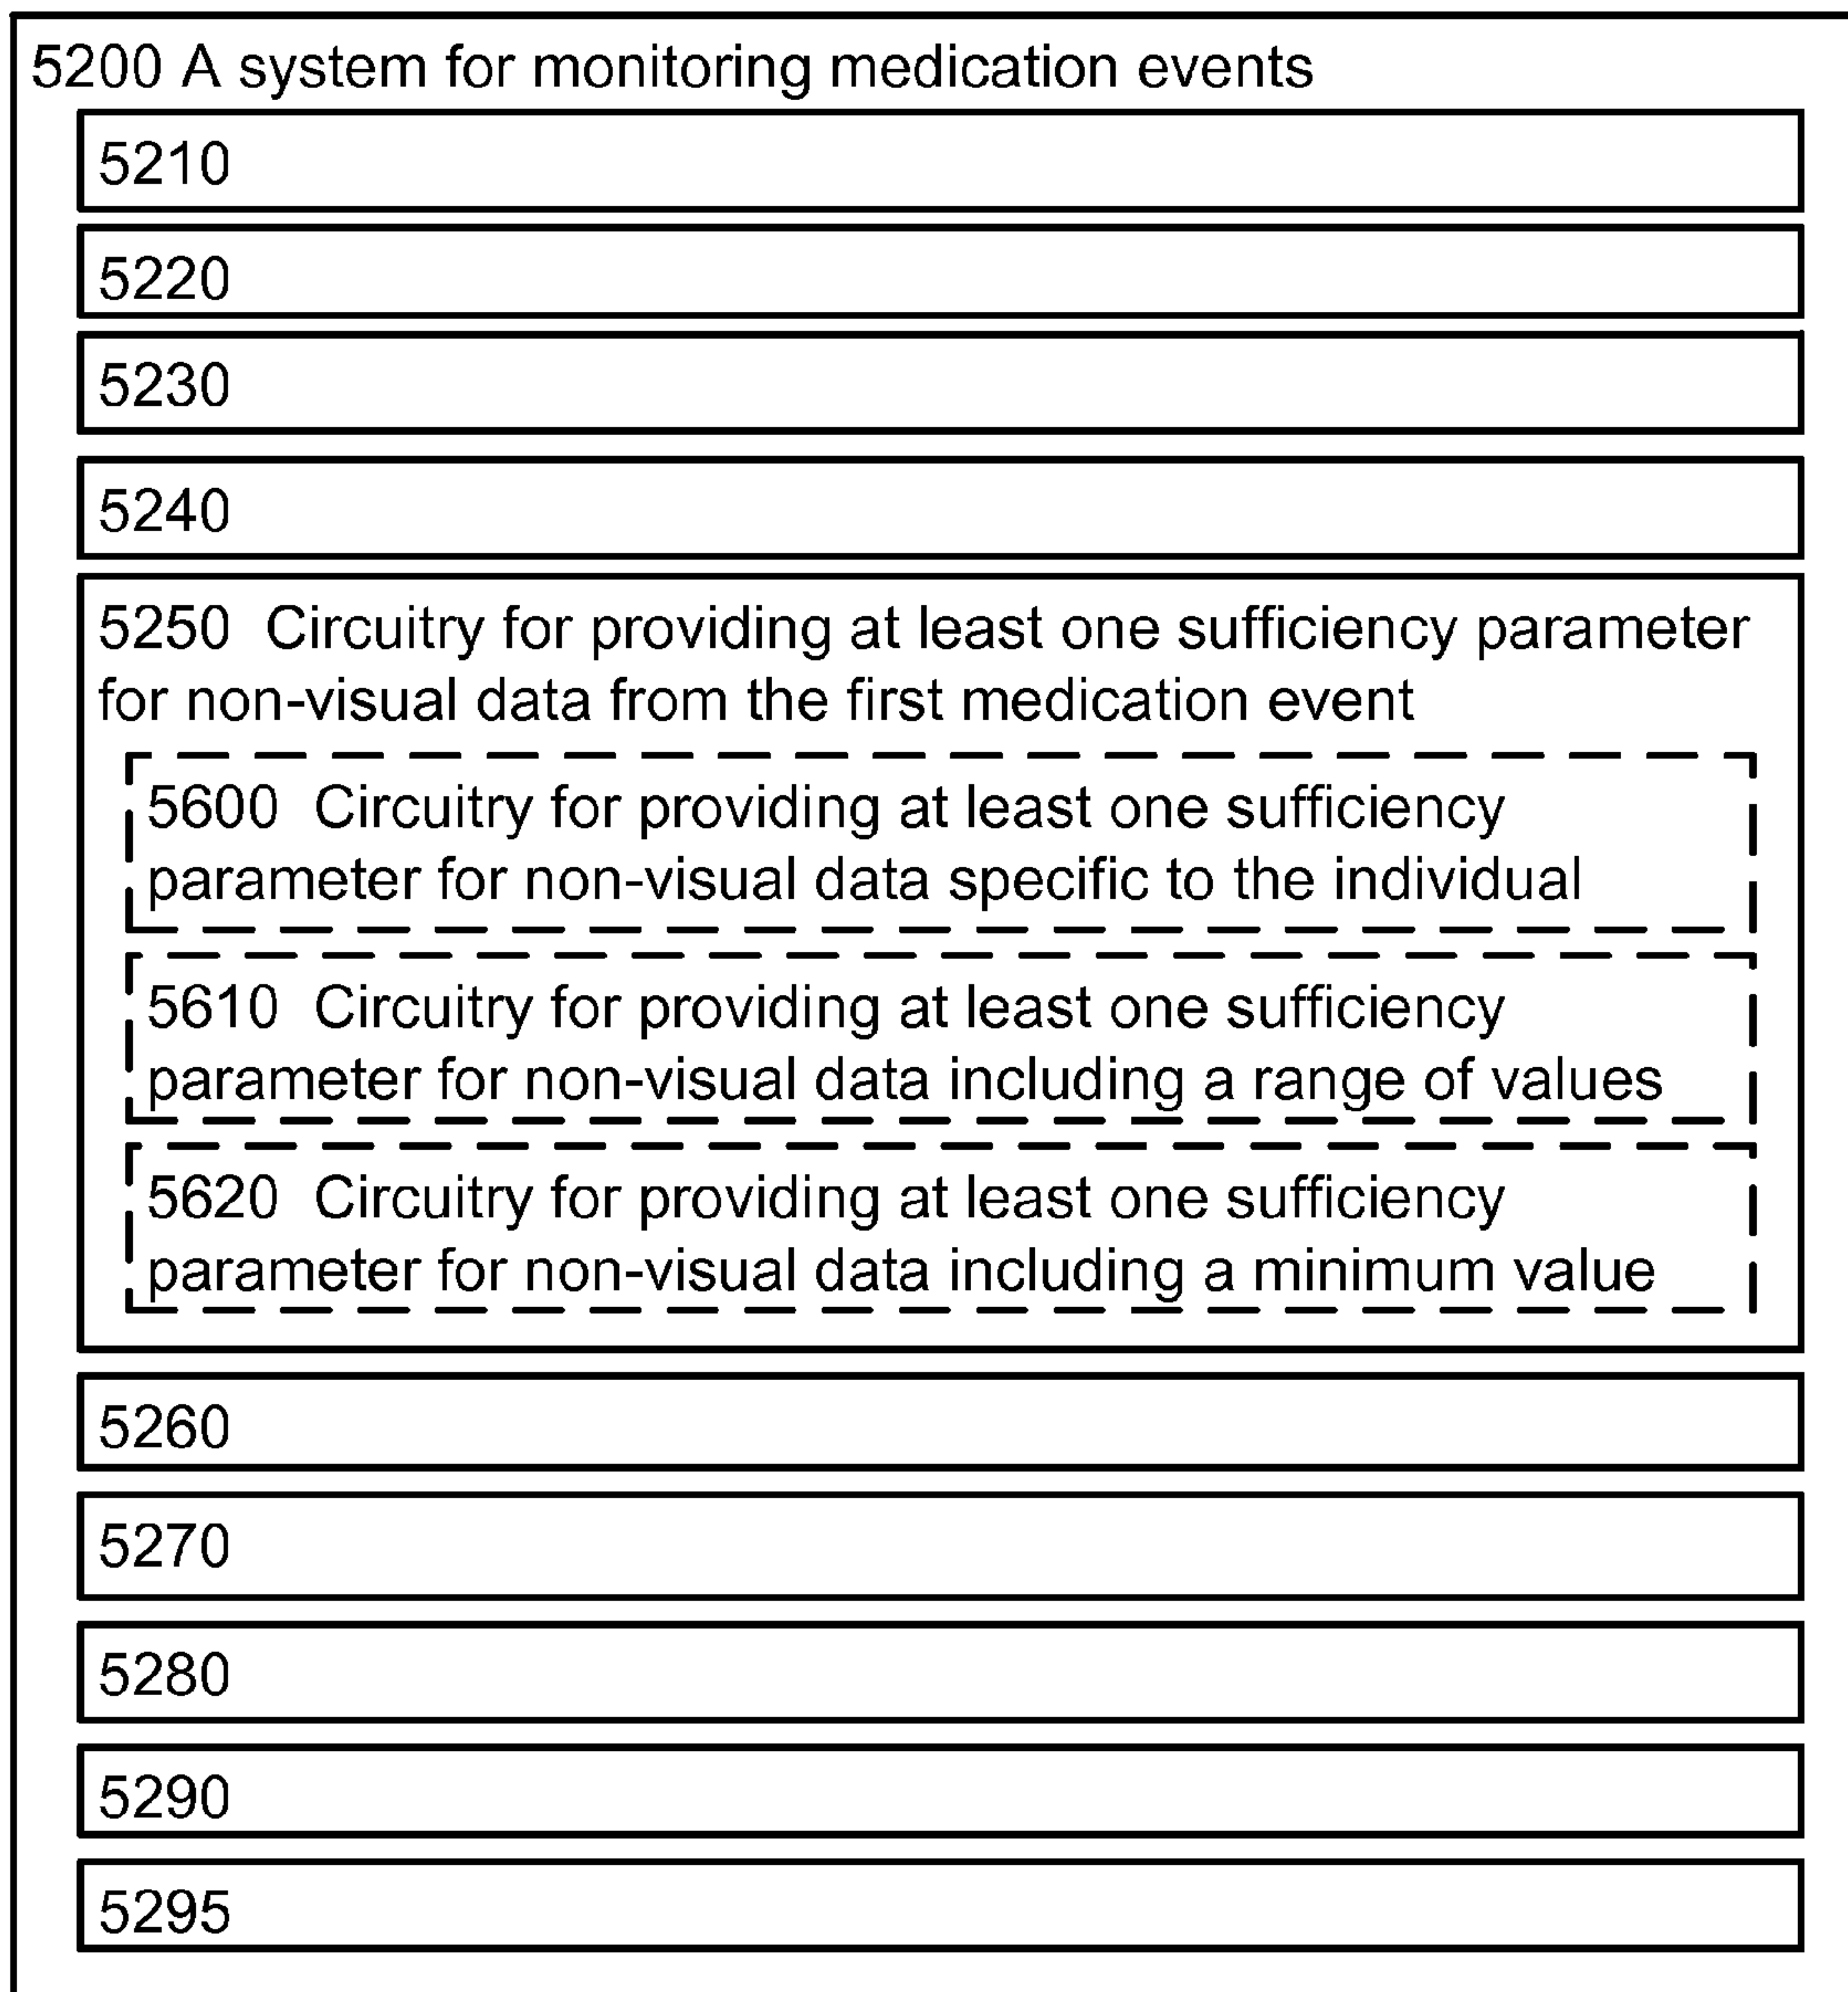 5200 A system for monitoring medication events
5210
5220
5230
5240
5250 Circuitry for providing at least one sufficiency parameter
for non-visual data from the first medication event
5600 Circuitry for providing at least one sufficiency
parameter for non-visual data specific to the individual
5610 Circuitry for providing at least one sufficiency
parameter for non-visual data including a range of values
5620 Circuitry for providing at least one sufficiency
parameter for non-visual data including a minimum value
5260
5270
5280
5290
5295